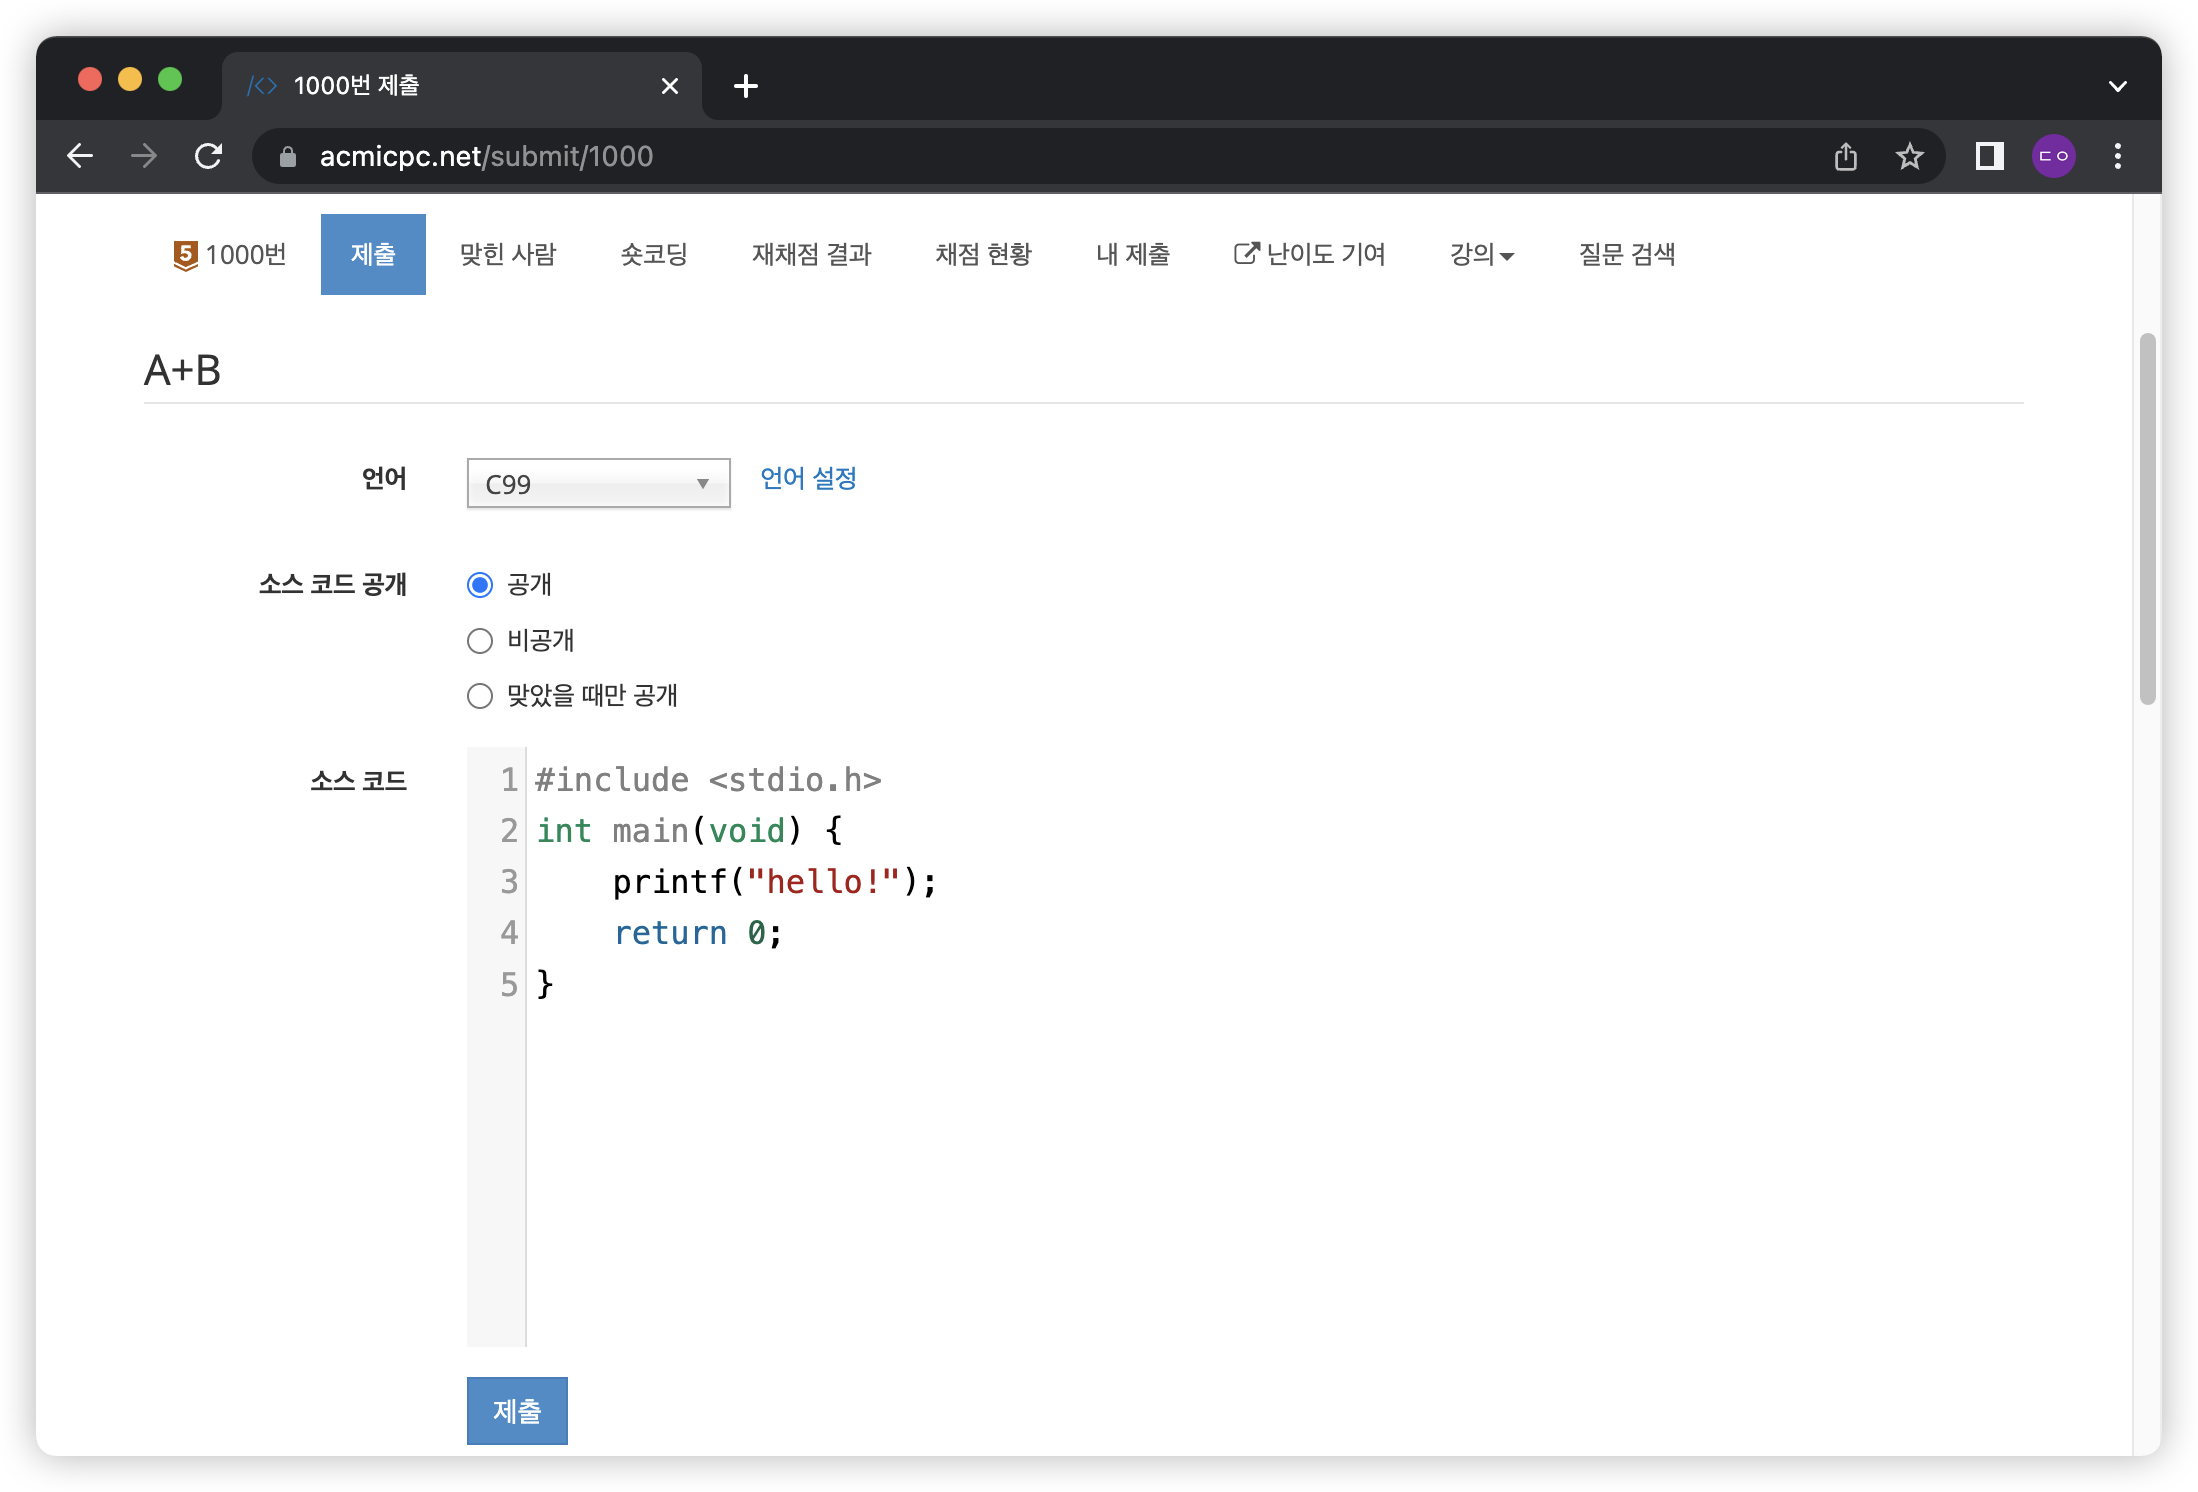 1000번 제출
acmicpc.net/submit/1000
ㄷㅇ
5 1000번 제출 맞힌 사람 숏코딩 재채점 결과 채점 현황 내 제출 난이도 기여 강의 질문 검색
A+B
언어 C99 언어 설정
소스 코드 공개 공개
비공개
맞았을 때만 공개
소스 코드
1 #include <stdio.h>
2 int main(void) {
3     printf("hello!");
4     return 0;
5 }
제출